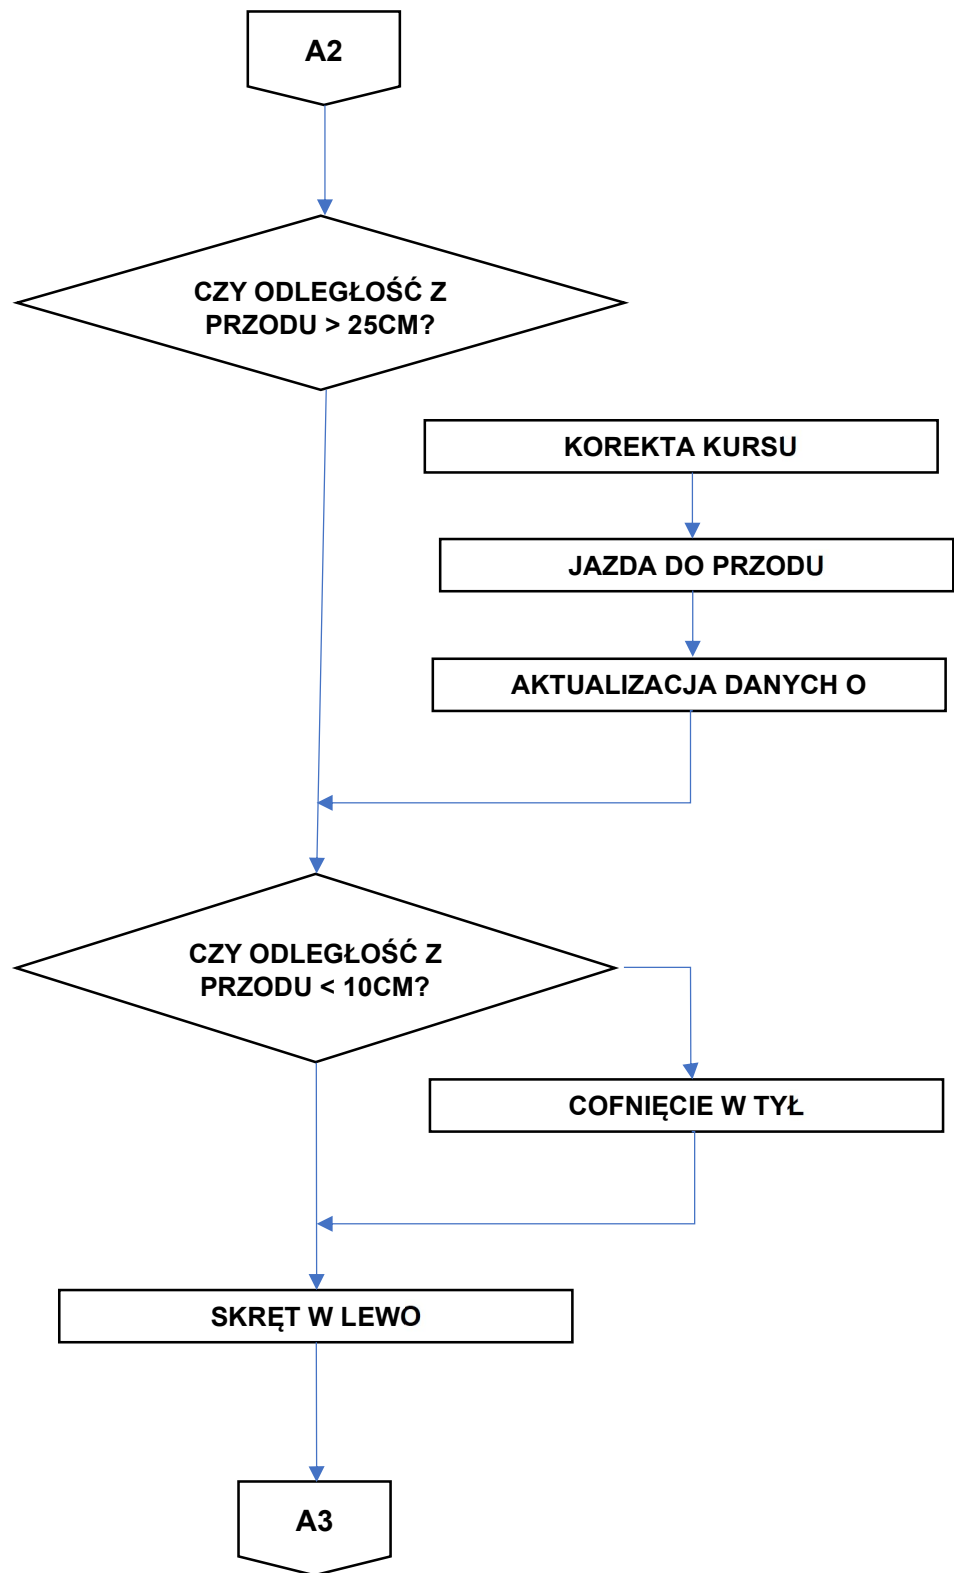 A2
CZY ODLEGŁOŚĆ Z
PRZODU > 25CM?
KOREKTA KURSU
JAZDA DO PRZODU
AKTUALIZACJA DANYCH O
CZY ODLEGŁOŚĆ Z
PRZODU < 10CM?
COFNIĘCIE W TYŁ
SKRĘT W LEWO
A3